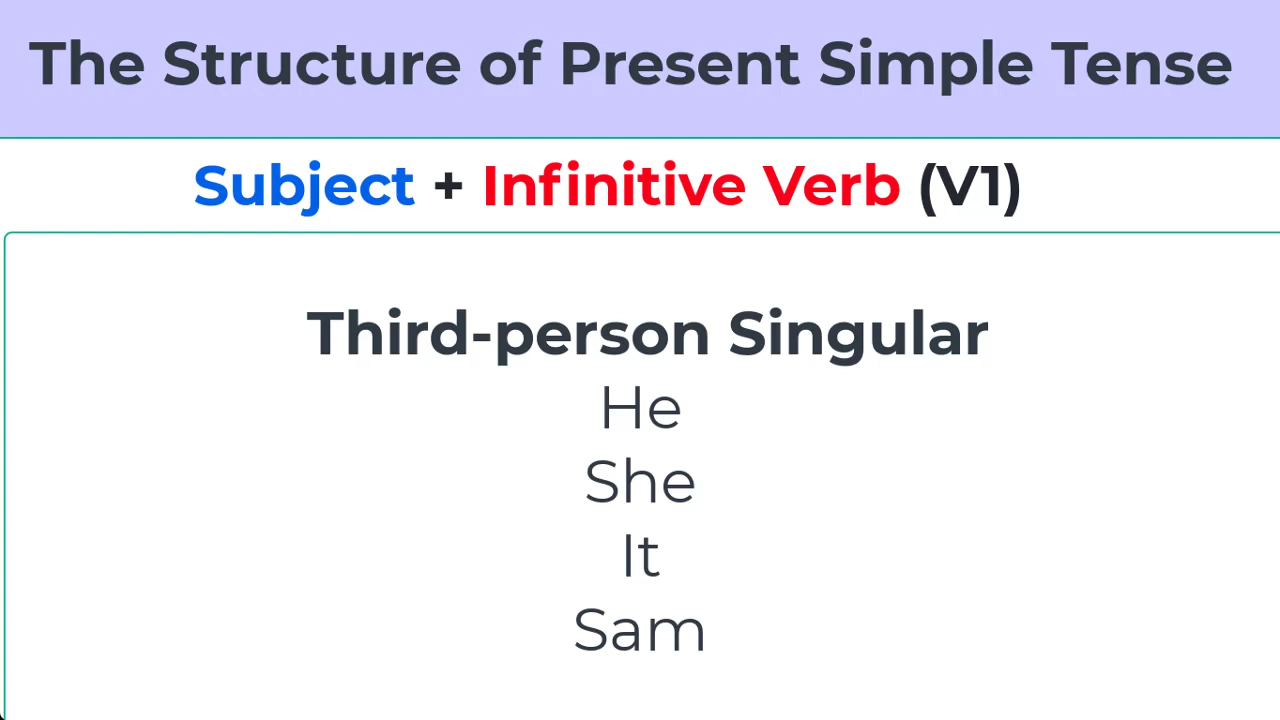 The Structure of Present Simple Tense
Subject + Infinitive Verb (V1)
Third-person Singular
He
She
It
Sam